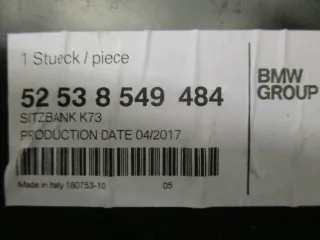 1 Stueck / piece
52 53 8 549 484
SITZBANK K73
PRODUCTION DATE 04/2017
BMW
GROUP
Made in Italy 180753-10
05